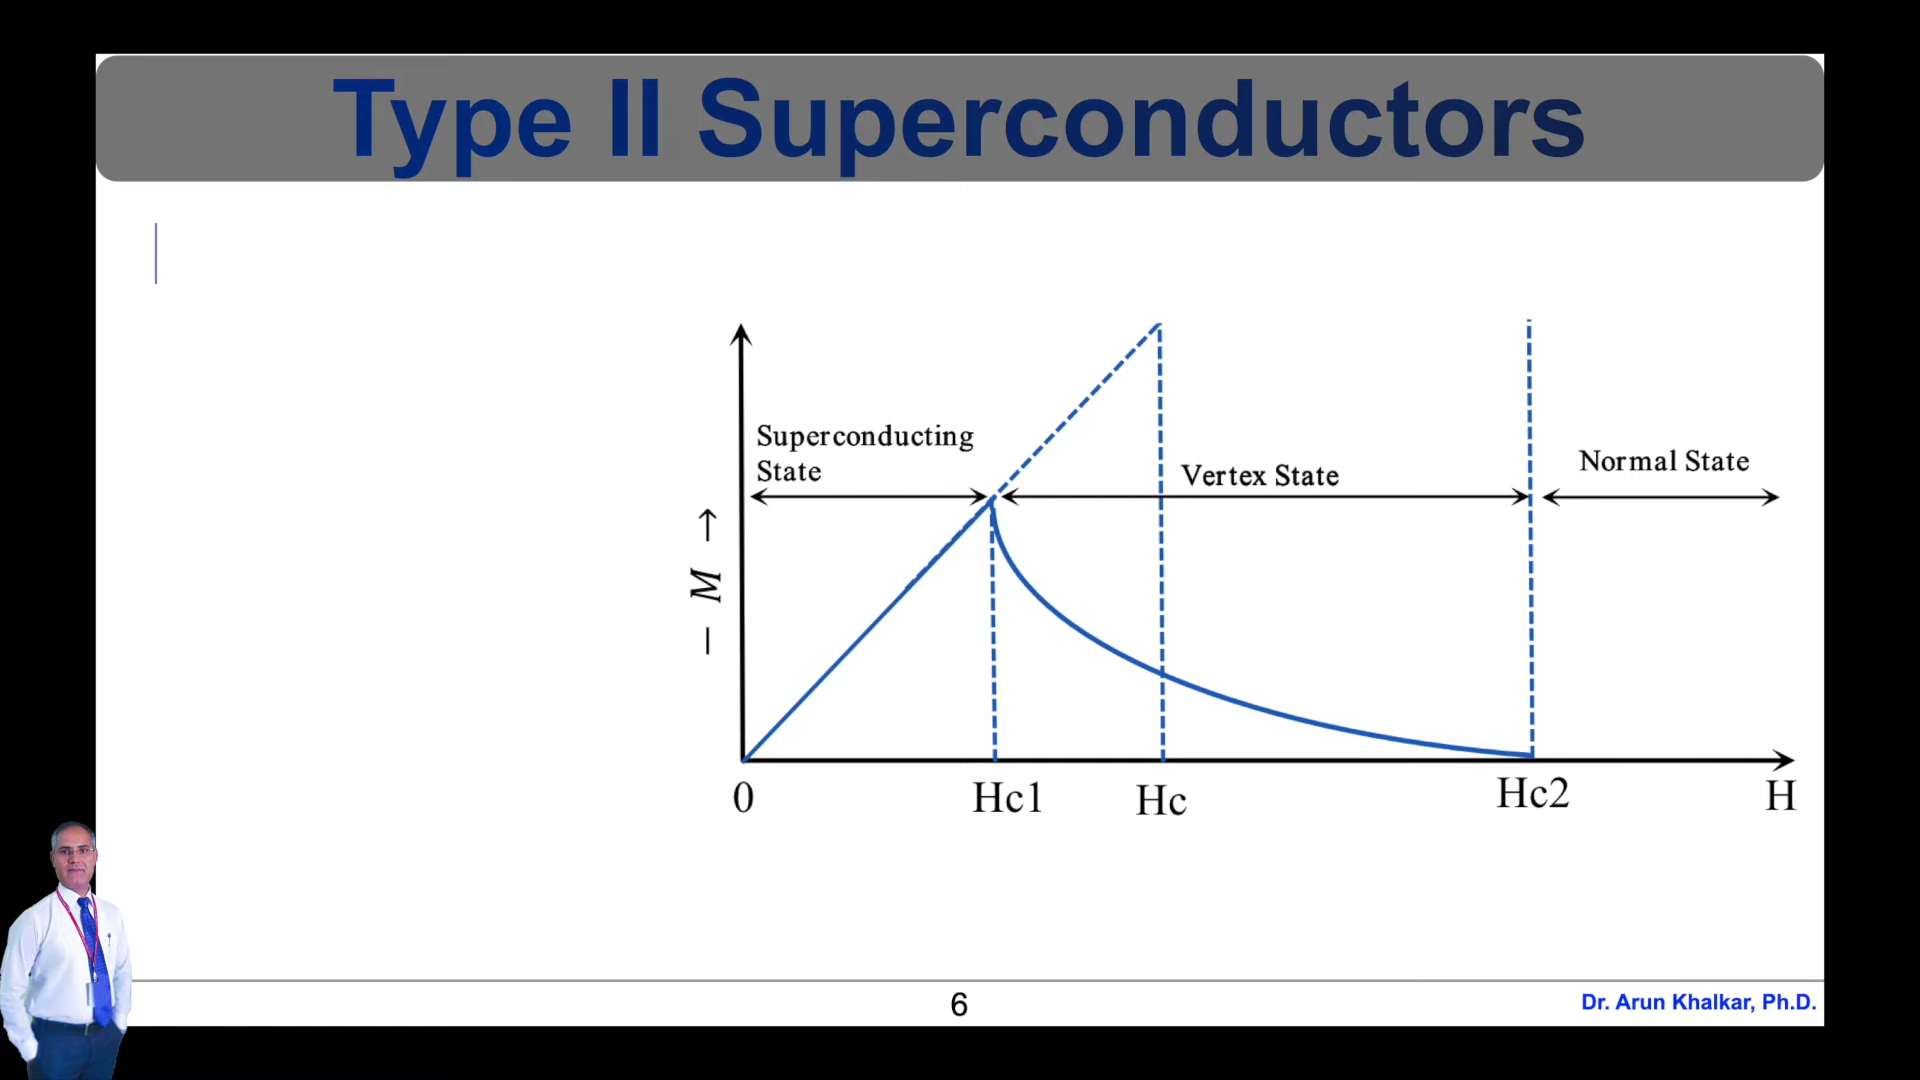 Type II Superconductors
Superconducting
State
Vertex State
Normal State
− M →
0
Hc1
Hc
Hc2
H
6
Dr. Arun Khalkar, Ph.D.